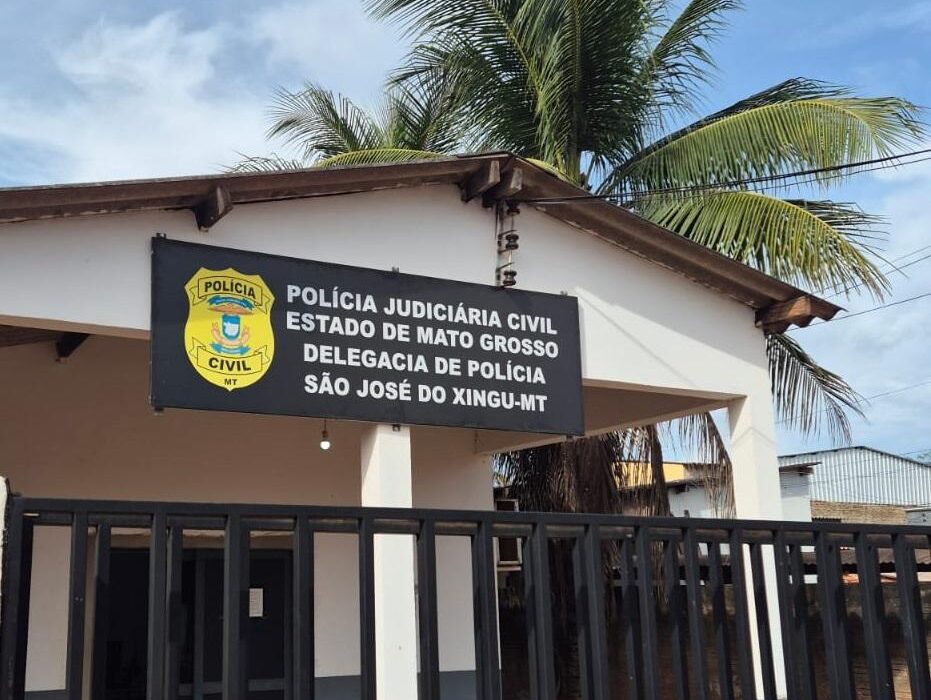 POLÍCIA
CIVIL
MT
POLÍCIA JUDICIÁRIA CIVIL
ESTADO DE MATO GROSSO
DELEGACIA DE POLÍCIA
SÃO JOSÉ DO XINGU-MT